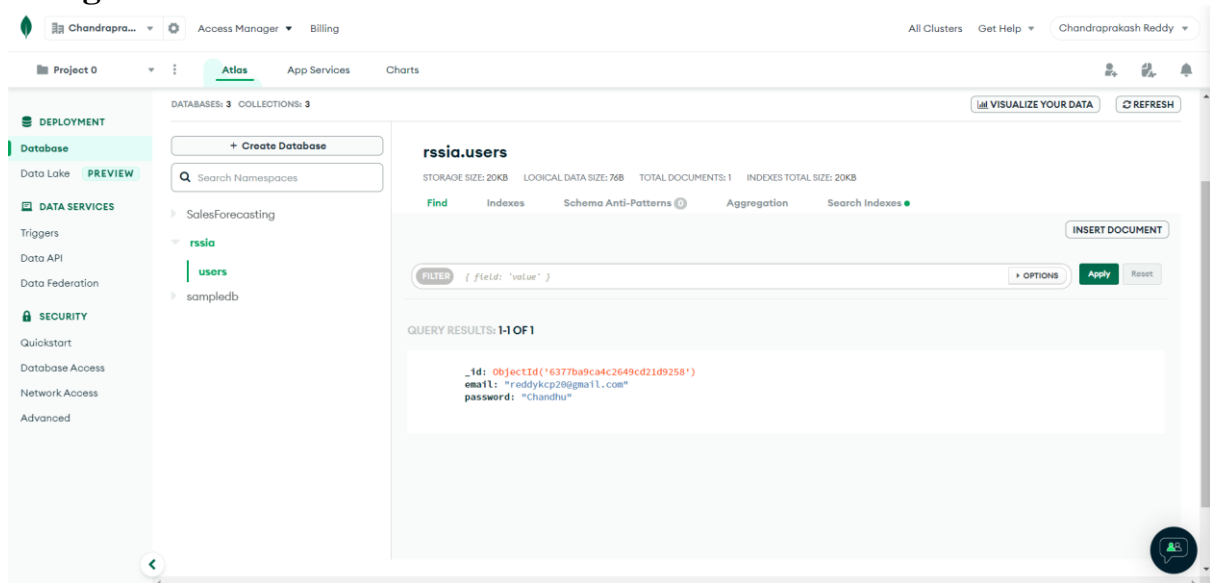 Chandrapra... Access Manager Billing All Clusters Get Help Chandraprakash Reddy
Project 0 Atlas App Services Charts
DATABASES: 3 COLLECTIONS: 3 VISUALIZE YOUR DATA REFRESH
DEPLOYMENT
Database
Data Lake PREVIEW
DATA SERVICES
Triggers
Data API
Data Federation
SECURITY
Quickstart
Database Access
Network Access
Advanced
+ Create Database
Search Namespaces
SalesForecasting
rssia
users
sampledb
rssia.users
STORAGE SIZE: 20KB LOGICAL DATA SIZE: 76B TOTAL DOCUMENTS: 1 INDEXES TOTAL SIZE: 20KB
Find Indexes Schema Anti-Patterns 0 Aggregation Search Indexes
INSERT DOCUMENT
FILTER { field: 'value' } OPTIONS Apply Reset
QUERY RESULTS: 1-1 OF 1
_id: ObjectId('6377ba9ca4c2649cd21d9258')
email: "reddykcp20@gmail.com"
password: "Chandhu"